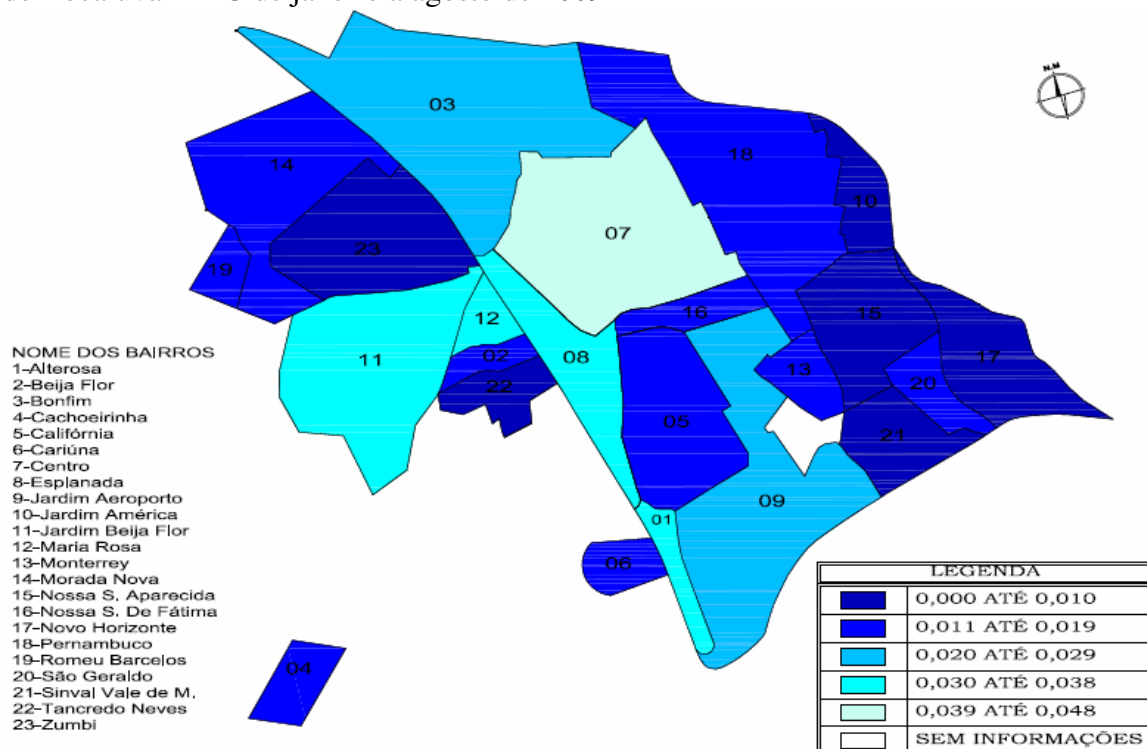 N.M
03
18
14
10
07
23
19
16
15
12
11
08
02
17
13
20
22
05
21
09
01
06
04
NOME DOS BAIRROS
1-Alterosa
2-Beija Flor
3-Bonfim
4-Cachoeirinha
5-Califórnia
6-Cariúna
7-Centro
8-Esplanada
9-Jardim Aeroporto
10-Jardim América
11-Jardim Beija Flor
12-Maria Rosa
13-Monterrey
14-Morada Nova
15-Nossa S, Aparecida
16-Nossa S. De Fátima
17-Novo Horizonte
18-Pernambuco
19-Romeu Barcelos
20-São Geraldo
21-Sinval Vale de M,
22-Tancredo Neves
23-Zumbi
LEGENDA
0,000 ATÉ 0,010
0,011 ATÉ 0,019
0,020 ATÉ 0,029
0,030 ATÉ 0,038
0,039 ATÉ 0,048
SEM INFORMAÇÕES